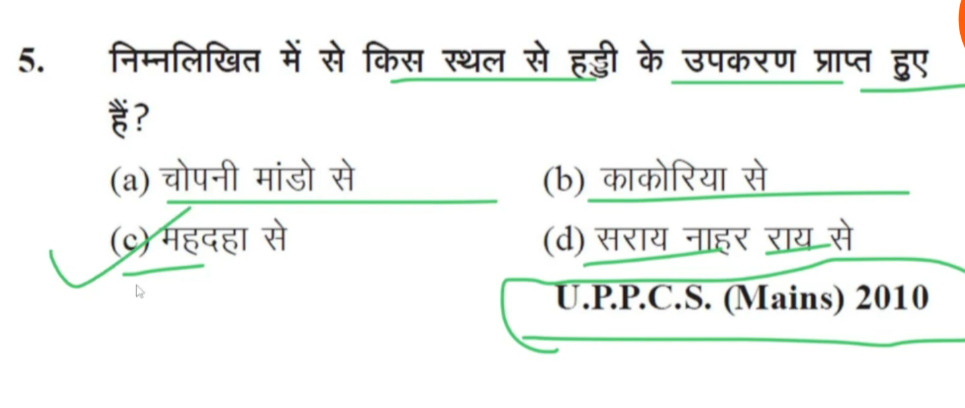 5. निम्नलिखित में से किस स्थल से हड्डी के उपकरण प्राप्त हुए
हैं?
(a) चोपनी मांडो से (b) काकोरिया से
(c) महदहा से (d) सराय नाहर राय से
U.P.P.C.S. (Mains) 2010